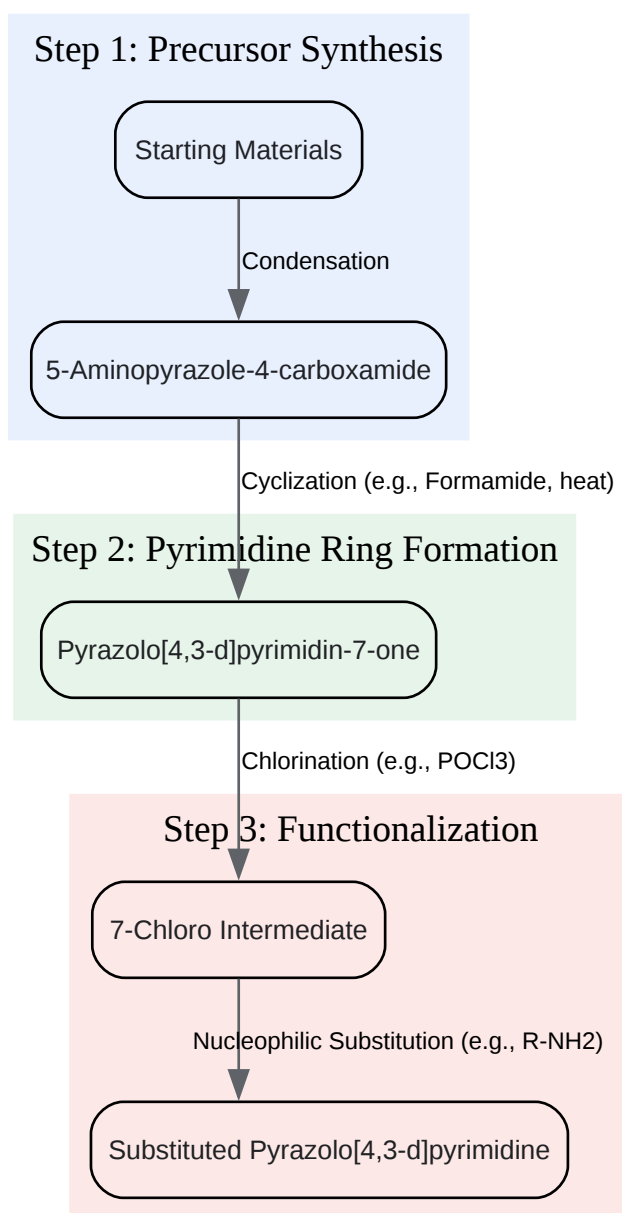 Step 1: Precursor Synthesis
Starting Materials
Condensation
5-Aminopyrazole-4-carboxamide
Cyclization (e.g., Formamide, heat)
Step 2: Pyrimidine Ring Formation
Pyrazolo[4,3-d]pyrimidin-7-one
Chlorination (e.g., POCl3)
Step 3: Functionalization
7-Chloro Intermediate
Nucleophilic Substitution (e.g., R-NH2)
Substituted Pyrazolo[4,3-d]pyrimidine